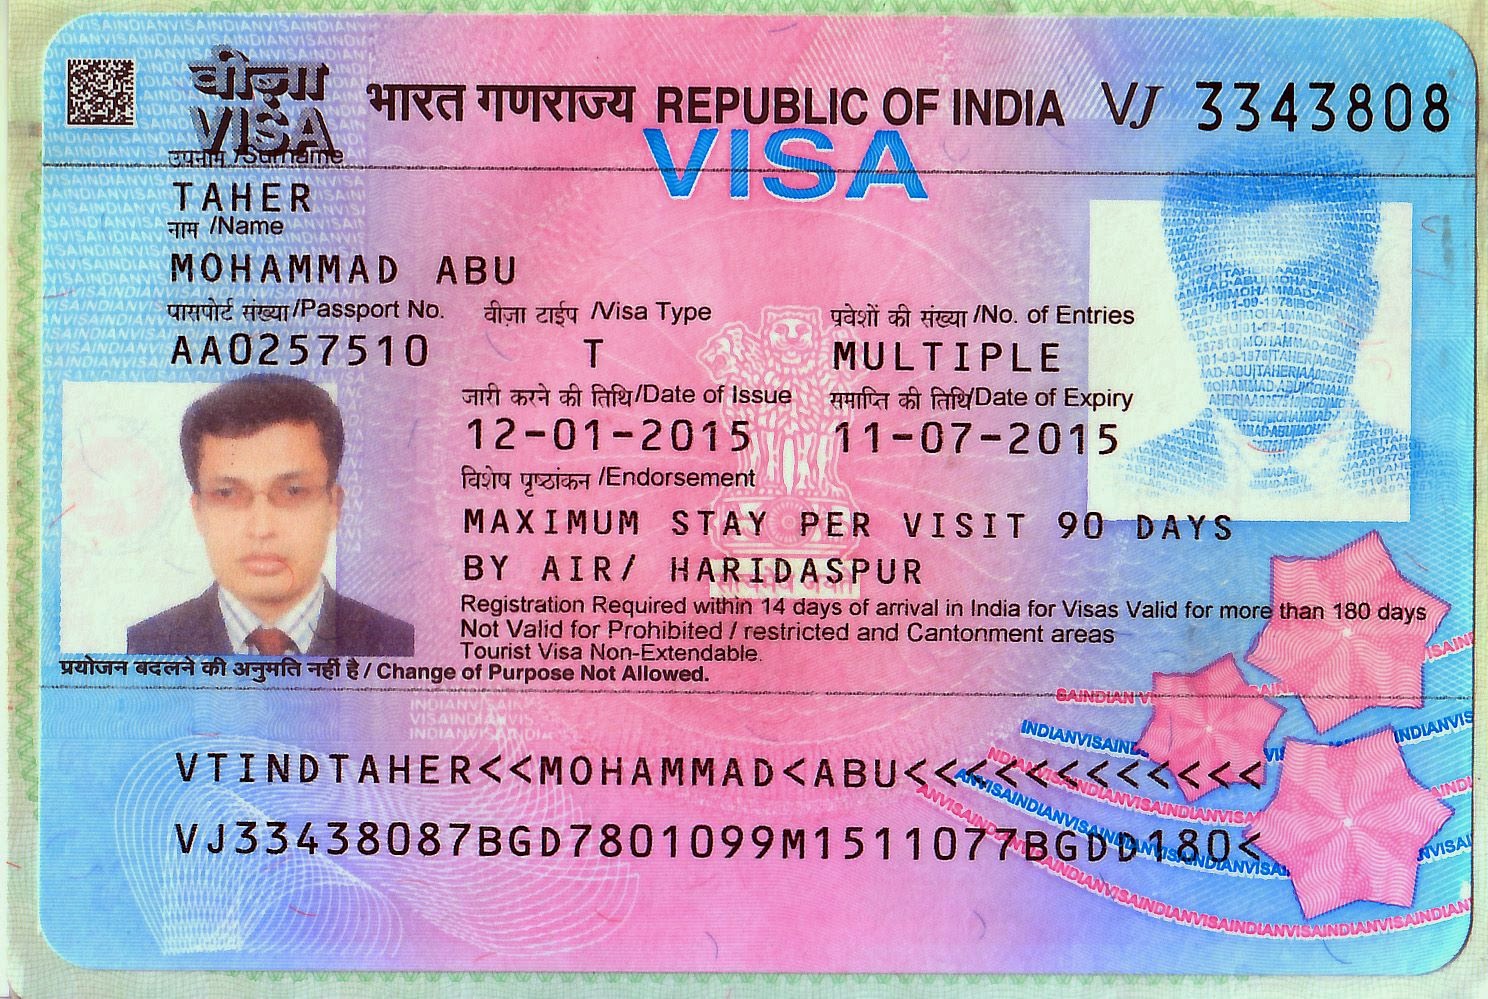 वीज़ा
VISA
भारत गणराज्य REPUBLIC OF INDIA VJ 3343808
VISA
उपनाम /Surname
TAHER
नाम /Name
MOHAMMAD ABU
पासपोर्ट संख्या/Passport No. वीज़ा टाईप /Visa Type प्रवेशों की संख्या /No. of Entries
AA0257510 T MULTIPLE
जारी करने की तिथि/Date of Issue समाप्ति की तिथि/Date of Expiry
12-01-2015 11-07-2015
विशेष पृष्ठांकन /Endorsement
MAXIMUM STAY PER VISIT 90 DAYS
BY AIR/ HARIDASPUR
Registration Required within 14 days of arrival in India for Visas Valid for more than 180 days
Not Valid for Prohibited / restricted and Cantonment areas
Tourist Visa Non-Extendable.
प्रयोजन बदलने की अनुमति नहीं है / Change of Purpose Not Allowed.
VTINDTAHER<<MOHAMMAD<ABU<<<<<<<<<<<<
VJ33438087BGD7801099M1511077BGDD180<